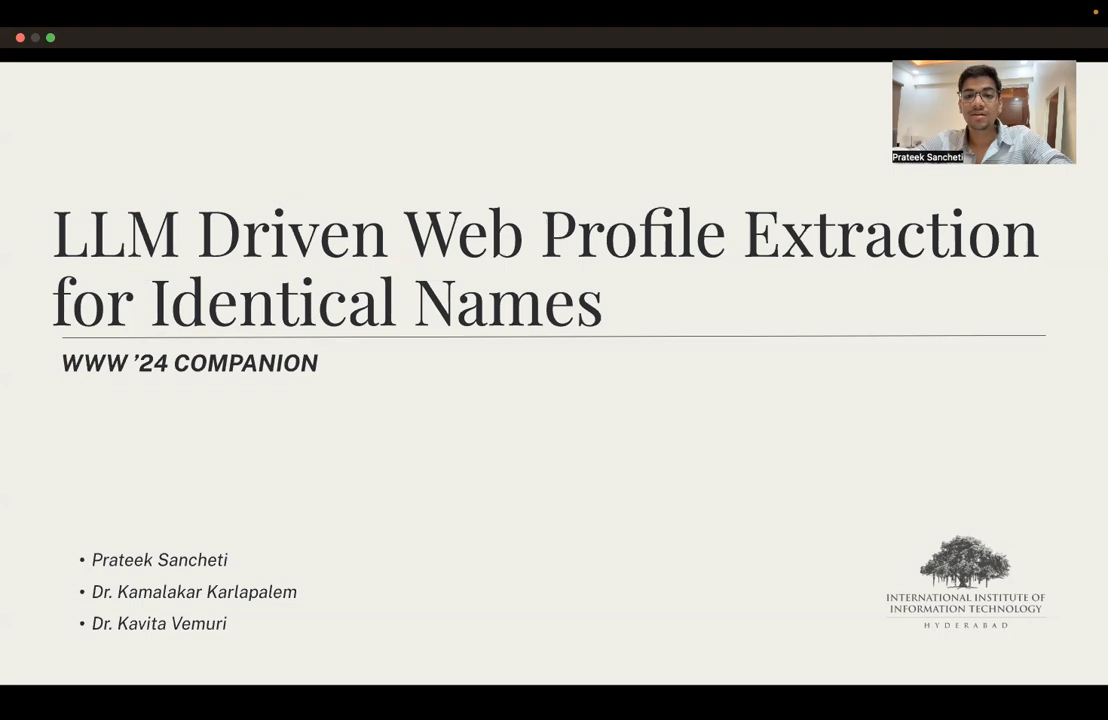 Prateek Sancheti
LLM Driven Web Profile Extraction
for Identical Names
WWW ’24 COMPANION
• Prateek Sancheti
• Dr. Kamalakar Karlapalem
• Dr. Kavita Vemuri
INTERNATIONAL INSTITUTE OF
INFORMATION TECHNOLOGY
HYDERABAD